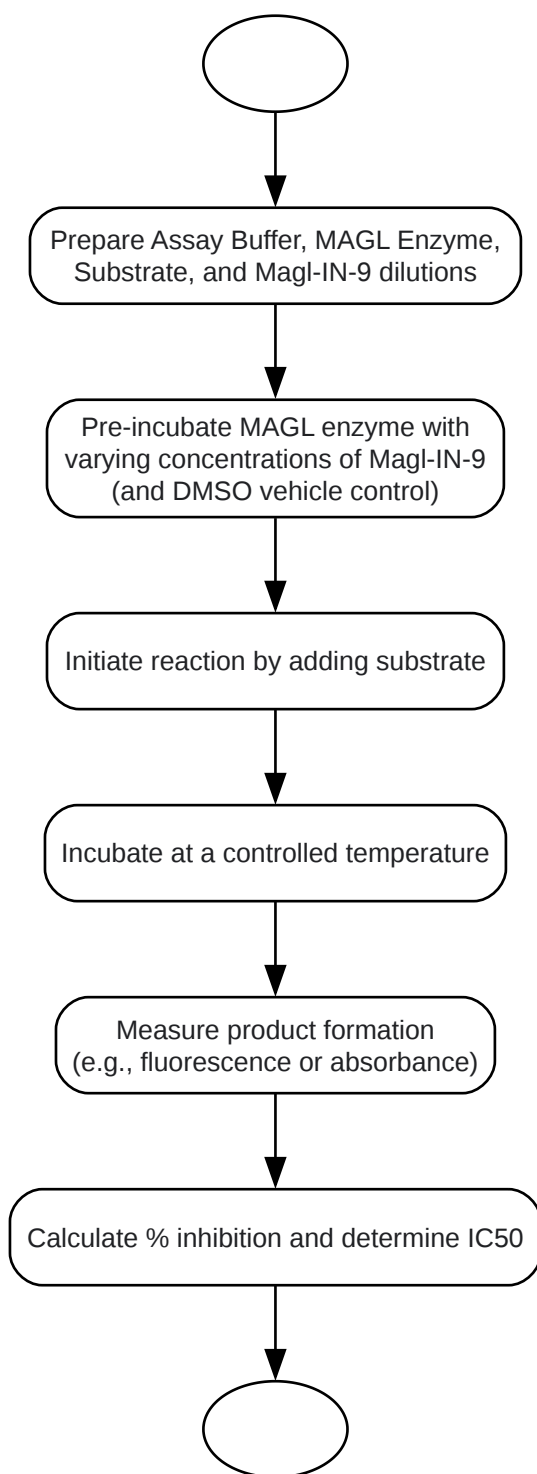 Prepare Assay Buffer, MAGL Enzyme,
Substrate, and Magl-IN-9 dilutions
Pre-incubate MAGL enzyme with
varying concentrations of Magl-IN-9
(and DMSO vehicle control)
Initiate reaction by adding substrate
Incubate at a controlled temperature
Measure product formation
(e.g., fluorescence or absorbance)
Calculate % inhibition and determine IC50